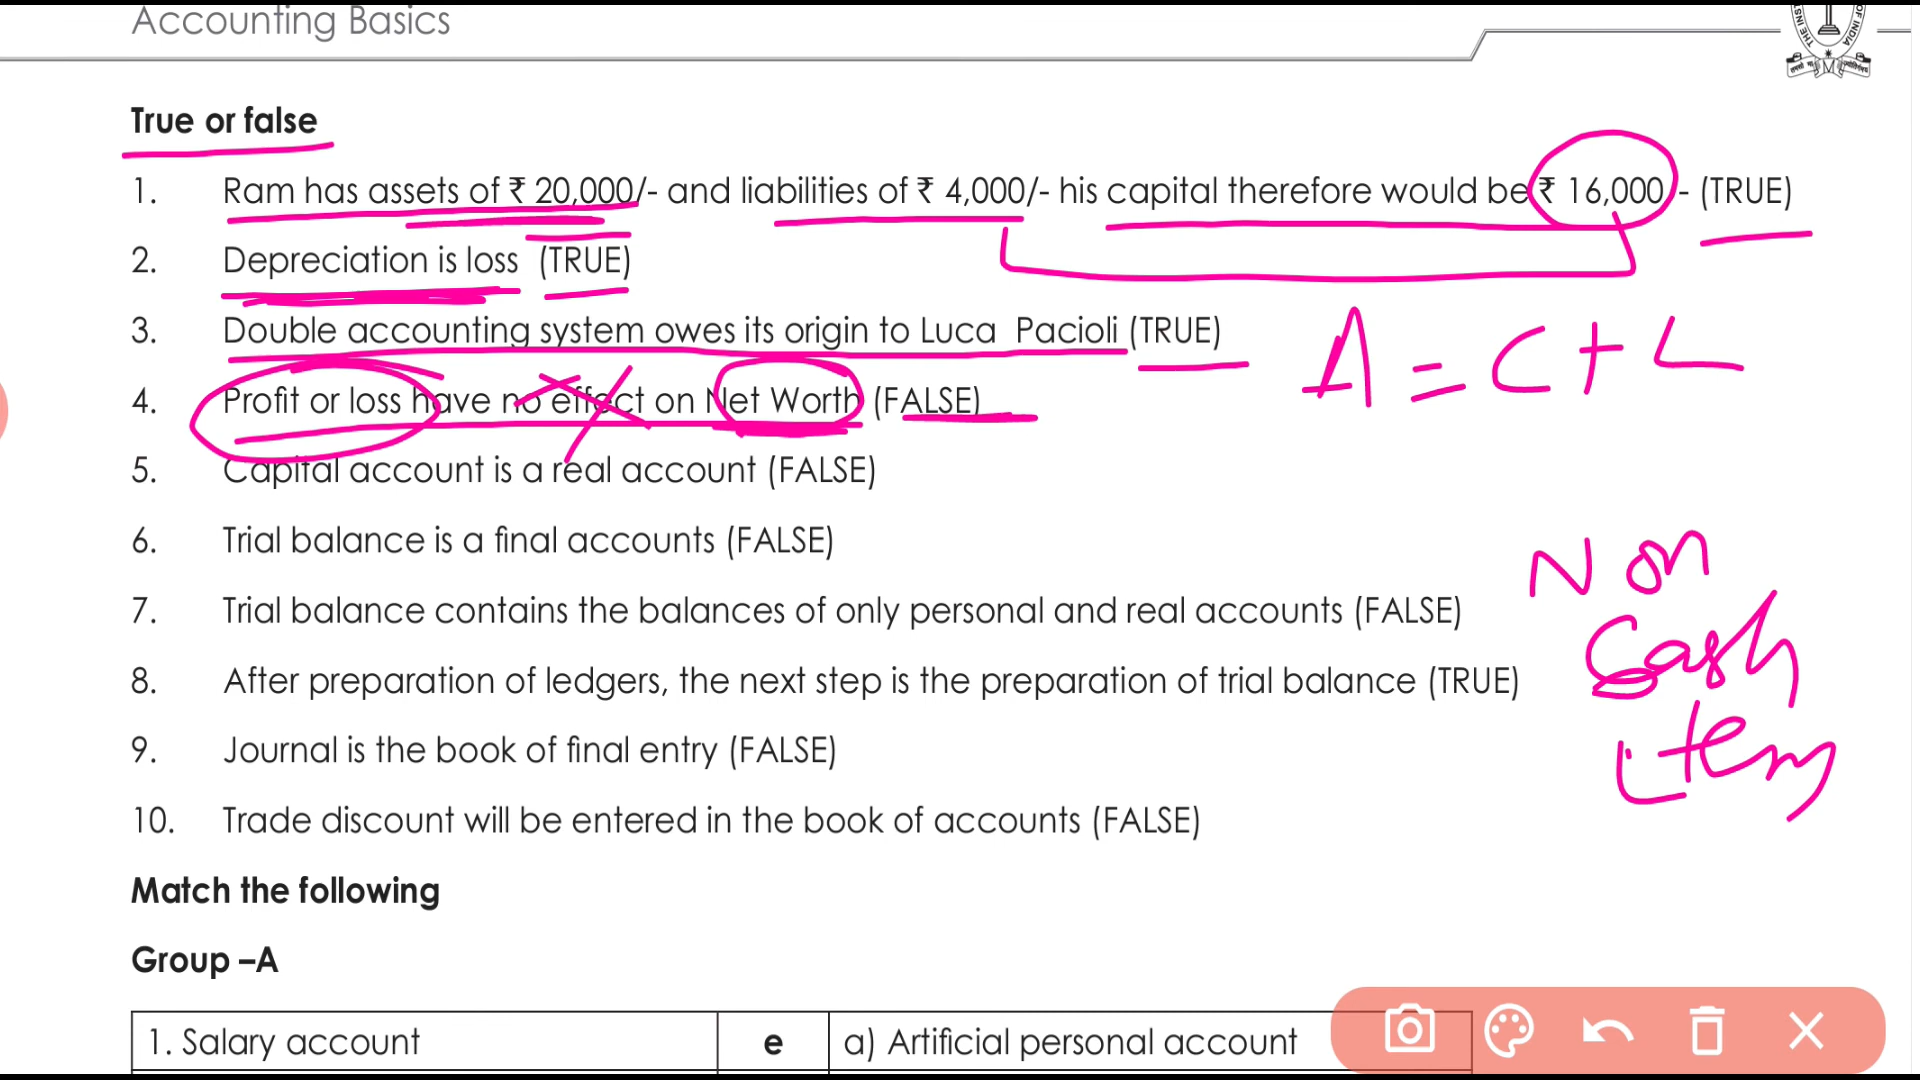 Accounting Basics
THE INS
OF INDIA
True or false
1. Ram has assets of ₹ 20,000/- and liabilities of ₹ 4,000/- his capital therefore would be ₹ 16,000 - (TRUE)
2. Depreciation is loss (TRUE)
3. Double accounting system owes its origin to Luca Pacioli (TRUE)
A = C + L
4. Profit or loss have no effect on Net Worth (FALSE)
5. Capital account is a real account (FALSE)
6. Trial balance is a final accounts (FALSE)
Non
7. Trial balance contains the balances of only personal and real accounts (FALSE)
Cash
8. After preparation of ledgers, the next step is the preparation of trial balance (TRUE)
9. Journal is the book of final entry (FALSE)
item
10. Trade discount will be entered in the book of accounts (FALSE)
Match the following
Group –A
1. Salary account e a) Artificial personal account